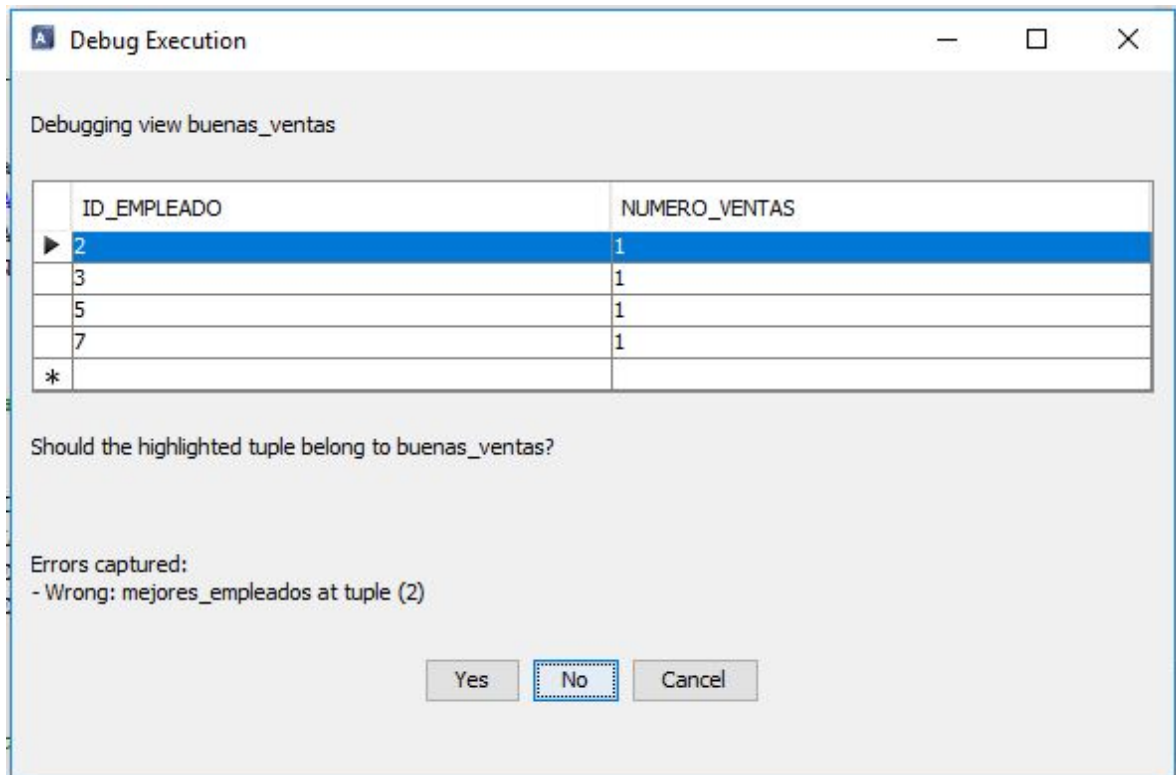 Debug Execution
Debugging view buenas_ventas
ID_EMPLEADO NUMERO_VENTAS
2 1
3 1
5 1
7 1
*
Should the highlighted tuple belong to buenas_ventas?
Errors captured:
- Wrong: mejores_empleados at tuple (2)
Yes No Cancel